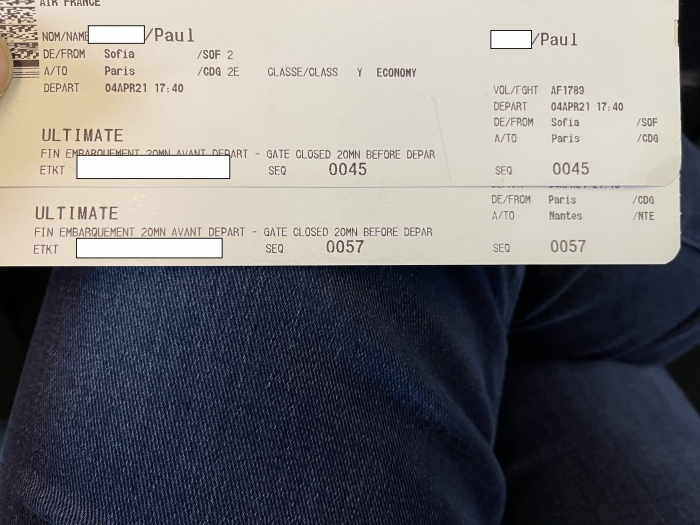 AIR FRANCE
NOM/NAME /Paul
DE/FROM Sofia /SOF 2
A/TO Paris /CDG 2E CLASSE/CLASS Y ECONOMY
DEPART 04APR21 17:40
ULTIMATE
FIN EMBARQUEMENT 20MN AVANT DEPART - GATE CLOSED 20MN BEFORE DEPAR
ETKT SEQ 0045
/Paul
VOL/FGHT AF1789
DEPART 04APR21 17:40
DE/FROM Sofia /SOF
A/TO Paris /CDG
SEQ 0045
ULTIMATE
FIN EMBARQUEMENT 20MN AVANT DEPART - GATE CLOSED 20MN BEFORE DEPAR
ETKT SEQ 0057
DE/FROM Paris /CDG
A/TO Nantes /NTE
SEQ 0057